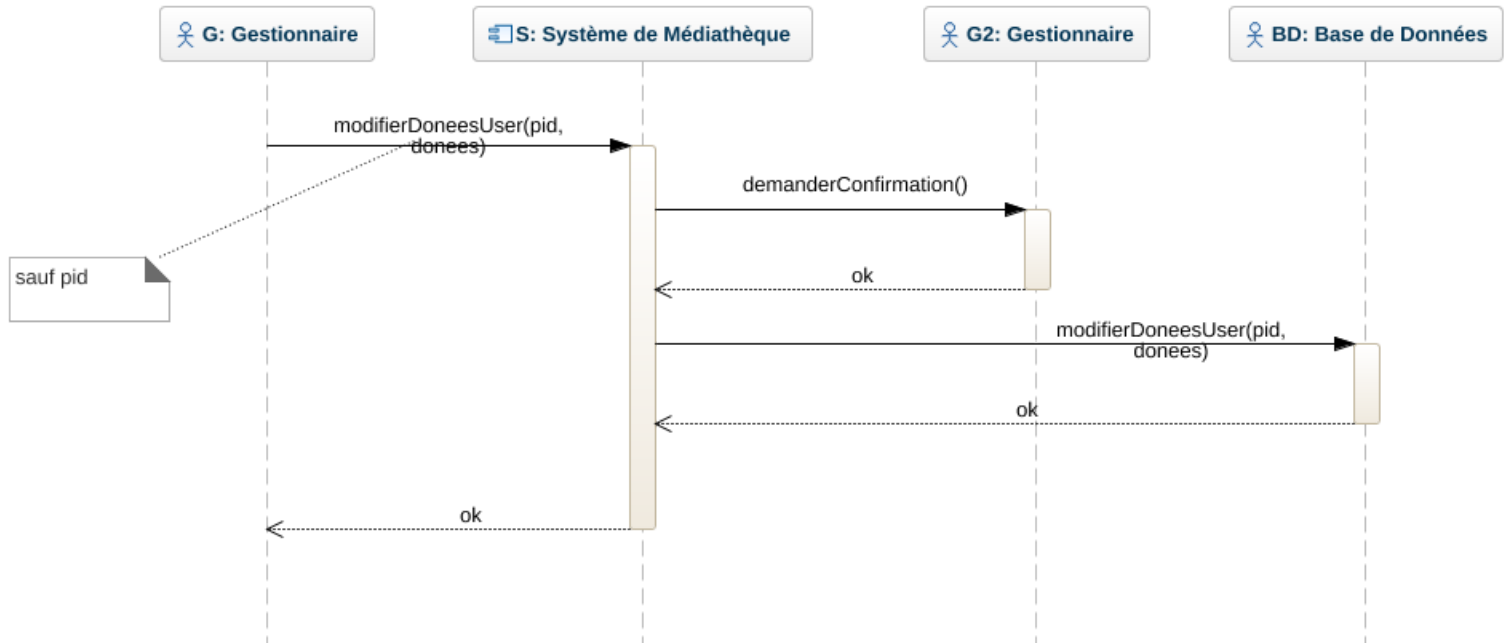 G: Gestionnaire
S: Système de Médiathèque
G2: Gestionnaire
BD: Base de Données
modifierDoneesUser(pid,
donees)
demanderConfirmation()
sauf pid
ok
modifierDoneesUser(pid,
donees)
ok
ok